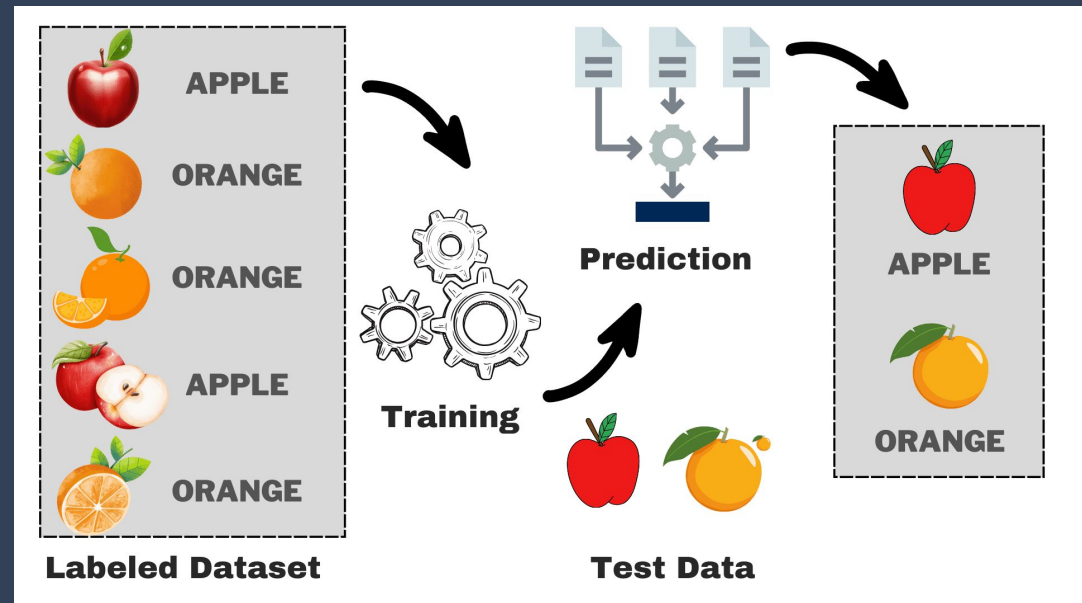 APPLE
ORANGE
ORANGE
APPLE
ORANGE
Labeled Dataset
Training
Prediction
Test Data
APPLE
ORANGE